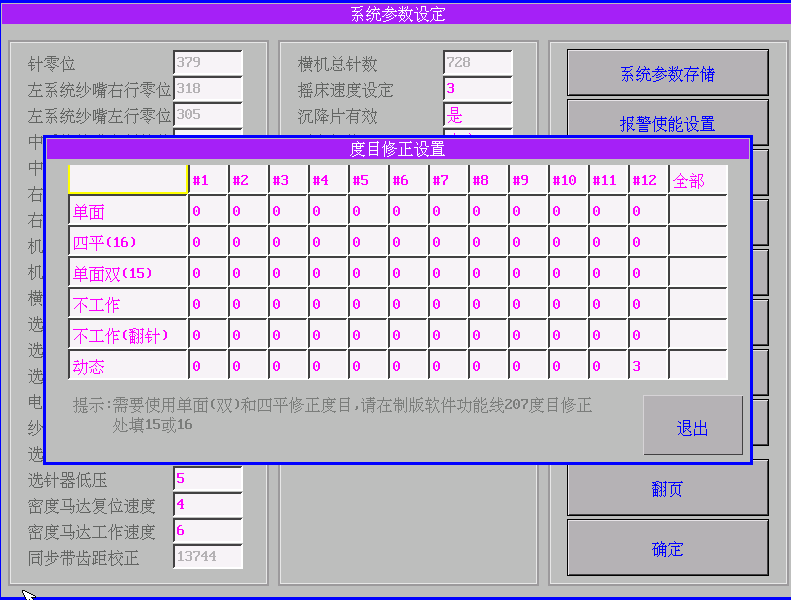 系统参数设定
针零位 379
左系统纱嘴右行零位 318
左系统纱嘴左行零位 305
横机总针数 728
摇床速度设定 3
沉降片有效 是
系统参数存储
报警使能设置
度目修正设置
#1 #2 #3 #4 #5 #6 #7 #8 #9 #10 #11 #12 全部
单面 0 0 0 0 0 0 0 0 0 0 0 0
四平(16) 0 0 0 0 0 0 0 0 0 0 0 0
单面双(15) 0 0 0 0 0 0 0 0 0 0 0 0
不工作 0 0 0 0 0 0 0 0 0 0 0 0
不工作(翻针) 0 0 0 0 0 0 0 0 0 0 0 0
动态 0 0 0 0 0 0 0 0 0 0 0 3
提示:需要使用单面(双)和四平修正度目,请在制版软件功能线207度目修正
处填15或16
退出
中
中
右
右
机
机
横
选
选
选
电
纱
选
选针器低压 5
密度马达复位速度 4
密度马达工作速度 6
同步带齿距校正 13744
翻页
确定